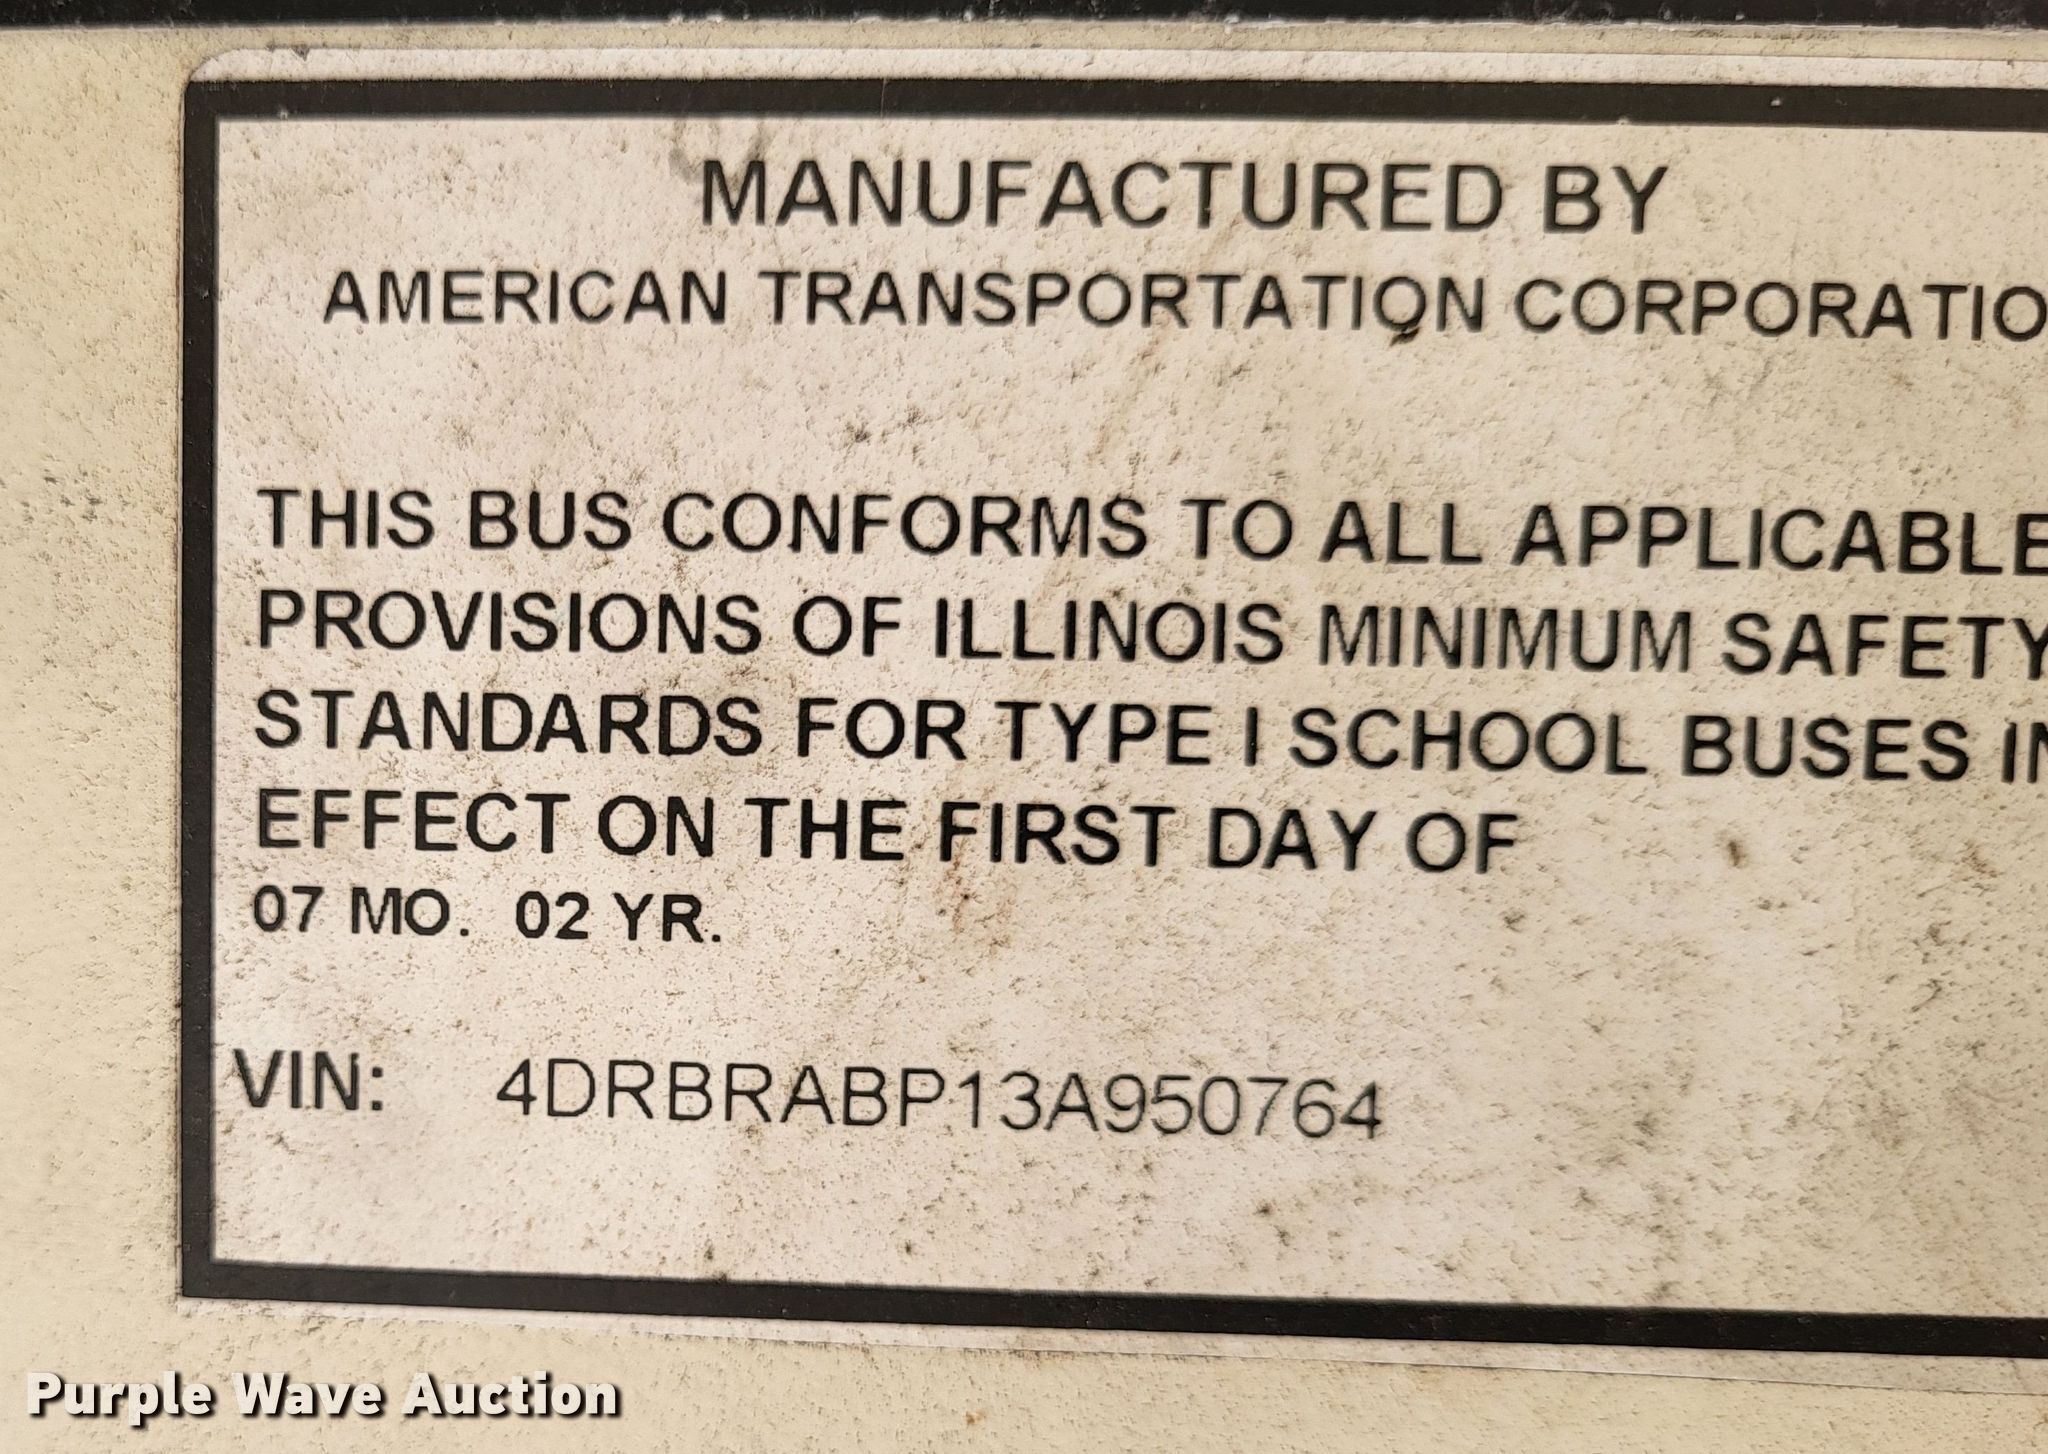 MANUFACTURED BY
AMERICAN TRANSPORTATION CORPORATIO
THIS BUS CONFORMS TO ALL APPLICABLE
PROVISIONS OF ILLINOIS MINIMUM SAFETY
STANDARDS FOR TYPE I SCHOOL BUSES IN
EFFECT ON THE FIRST DAY OF
07 MO. 02 YR.
VIN: 4DRBRABP13A950764
Purple Wave Auction